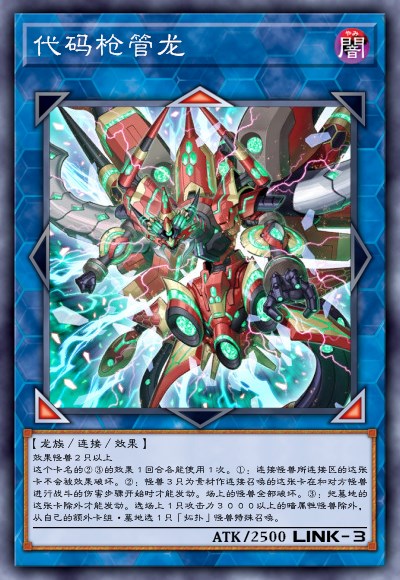 代码枪管龙
やみ
闇
【龙族／连接／效果】
效果怪兽2只以上
这个卡名的②③的效果1回合各能使用1次。①：连接怪兽所连接区的这张
卡不会被效果破坏。②：怪兽3只为素材作连接召唤的这张卡在和对方怪兽
进行战斗的伤害步骤开始时才能发动。场上的怪兽全部破坏。③：把墓地的
这张卡除外才能发动。选场上1只攻击力3000以上的暗属性怪兽除外，
从自己的额外卡组·墓地选1只「拓扑」怪兽特殊召唤。
ATK/2500 LINK-3